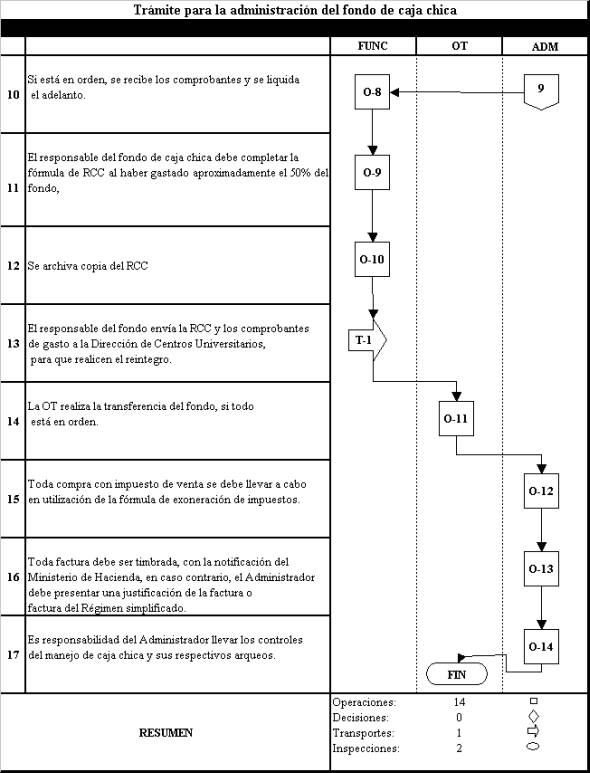 Trámite para la administración del fondo de caja chica
FUNC OT ADM
10 Si está en orden, se recibe los comprobantes y se liquida
el adelanto.
O-8 9
11 El responsable del fondo de caja chica debe completar la
fórmula de RCC al haber gastado aproximadamente el 50% del
fondo,
O-9
12 Se archiva copia del RCC
O-10
13 El responsable del fondo envía la RCC y los comprobantes
de gasto a la Dirección de Centros Universitarios,
para que realicen el reintegro.
T-1
14 La OT realiza la transferencia del fondo, si todo
está en orden.
O-11
15 Toda compra con impuesto de venta se debe llevar a cabo
en utilización de la fórmula de exoneración de impuestos.
O-12
16 Toda factura debe ser timbrada, con la notificación del
Ministerio de Hacienda, en caso contrario, el Administrador
debe presentar una justificación de la factura o
factura del Régimen simplificado.
O-13
17 Es responsabilidad del Administrador llevar los controles
del manejo de caja chica y sus respectivos arqueos.
O-14
FIN
RESUMEN
Operaciones: 14
Decisiones: 0
Transportes: 1
Inspecciones: 2